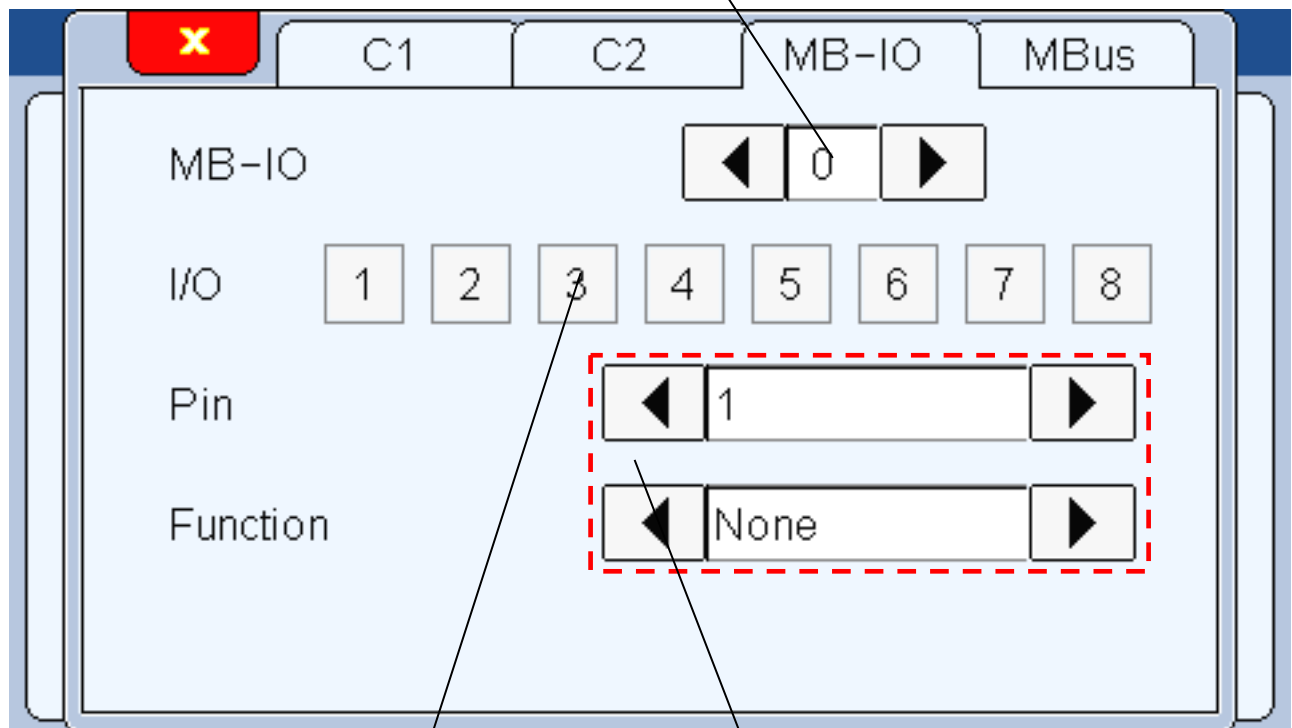 x C1 C2 MB-IO MBus
MB-IO 0
I/O 1 2 3 4 5 6 7 8
Pin 1
Function None